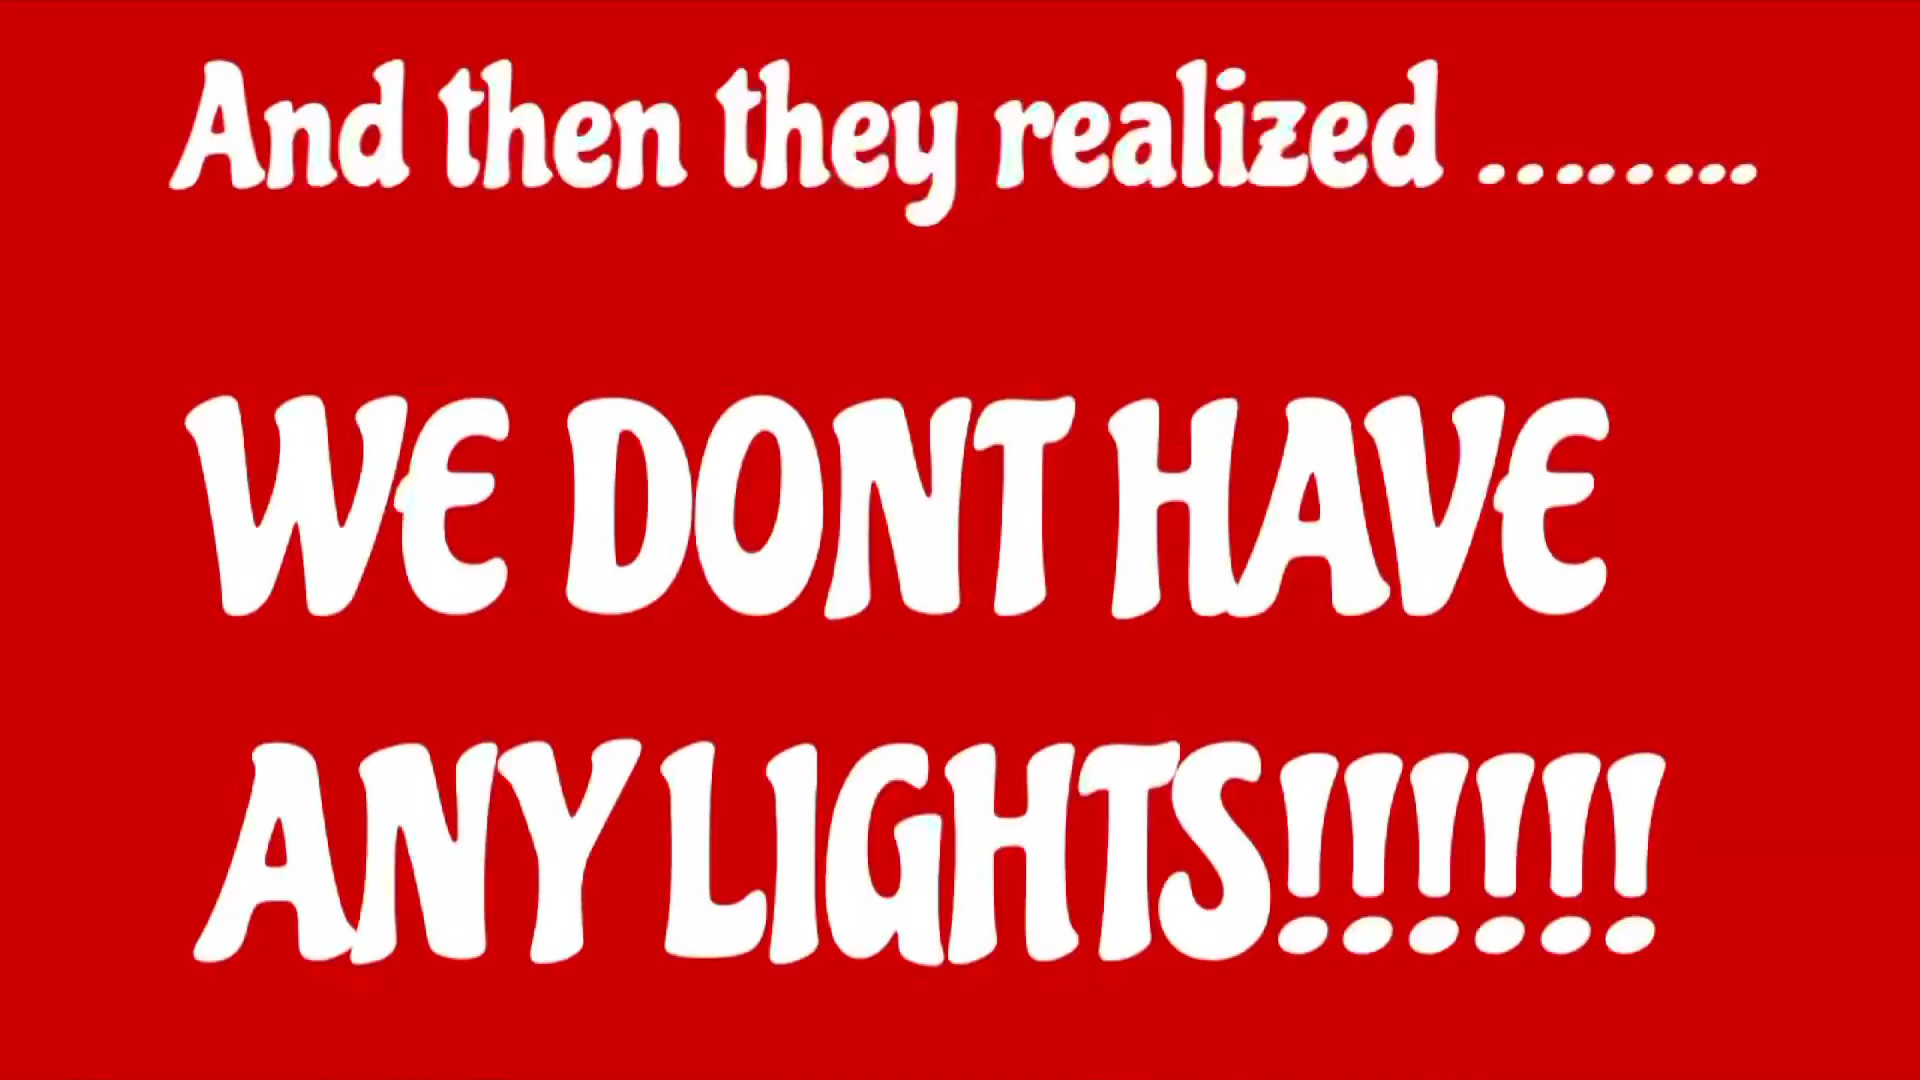 And then they realized ........
WE DONT HAVE
ANY LIGHTS!!!!!!